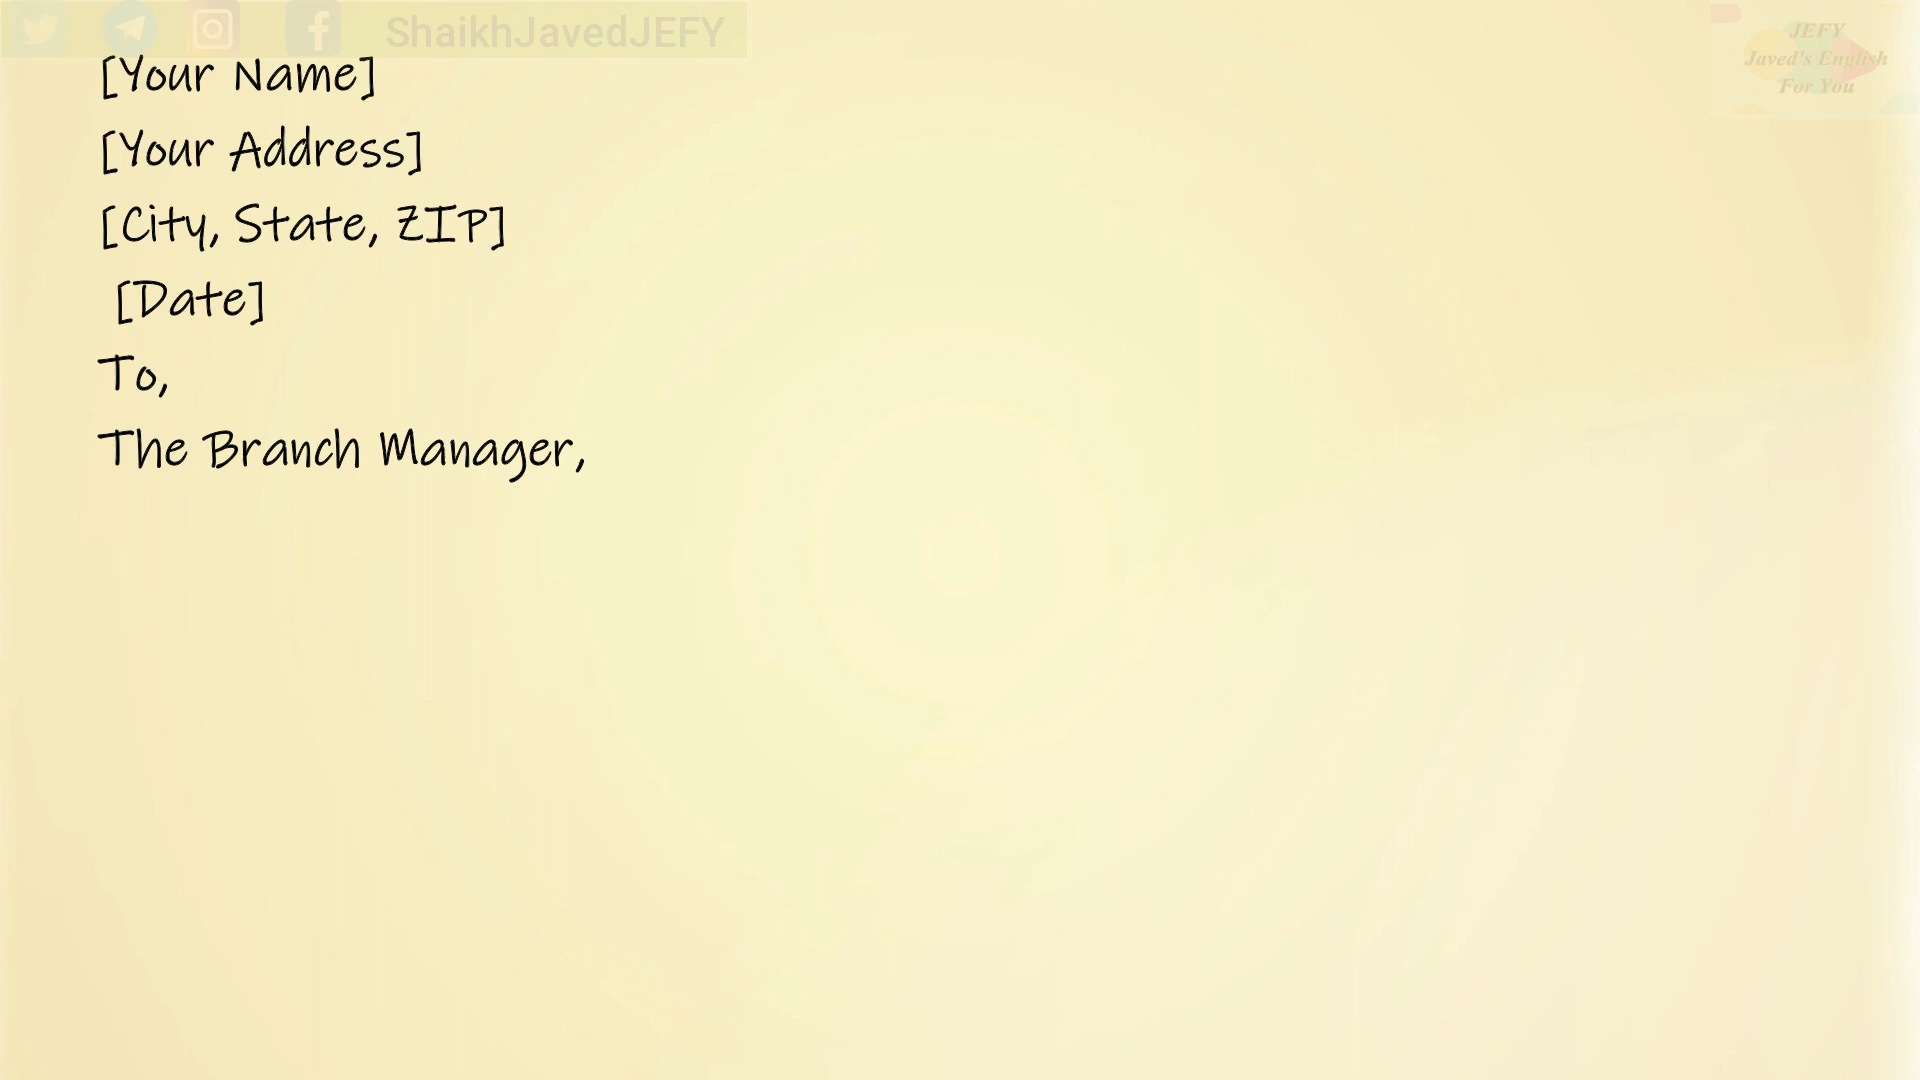 ShaikhJavedJEFY
JEFY
Javed's English
For You
[Your Name]
[Your Address]
[City, State, ZIP]
[Date]
To,
The Branch Manager,